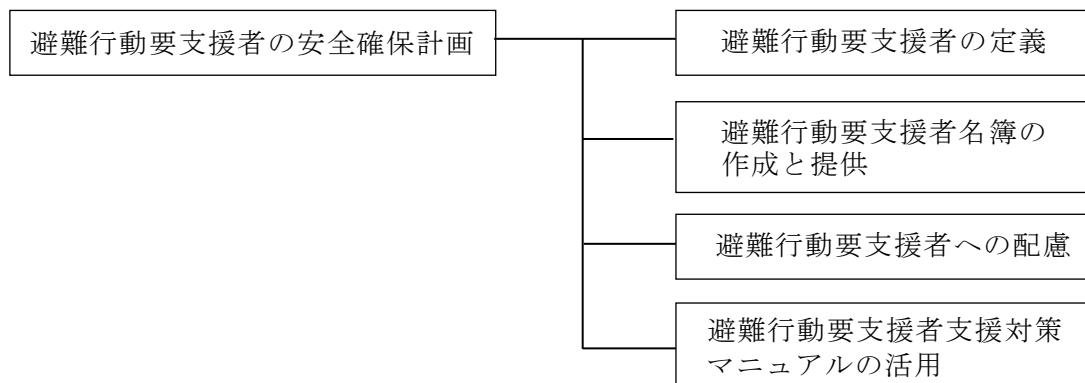 避難行動要支援者の安全確保計画
避難行動要支援者の定義
避難行動要支援者名簿の
作成と提供
避難行動要支援者への配慮
避難行動要支援者支援対策
マニュアルの活用